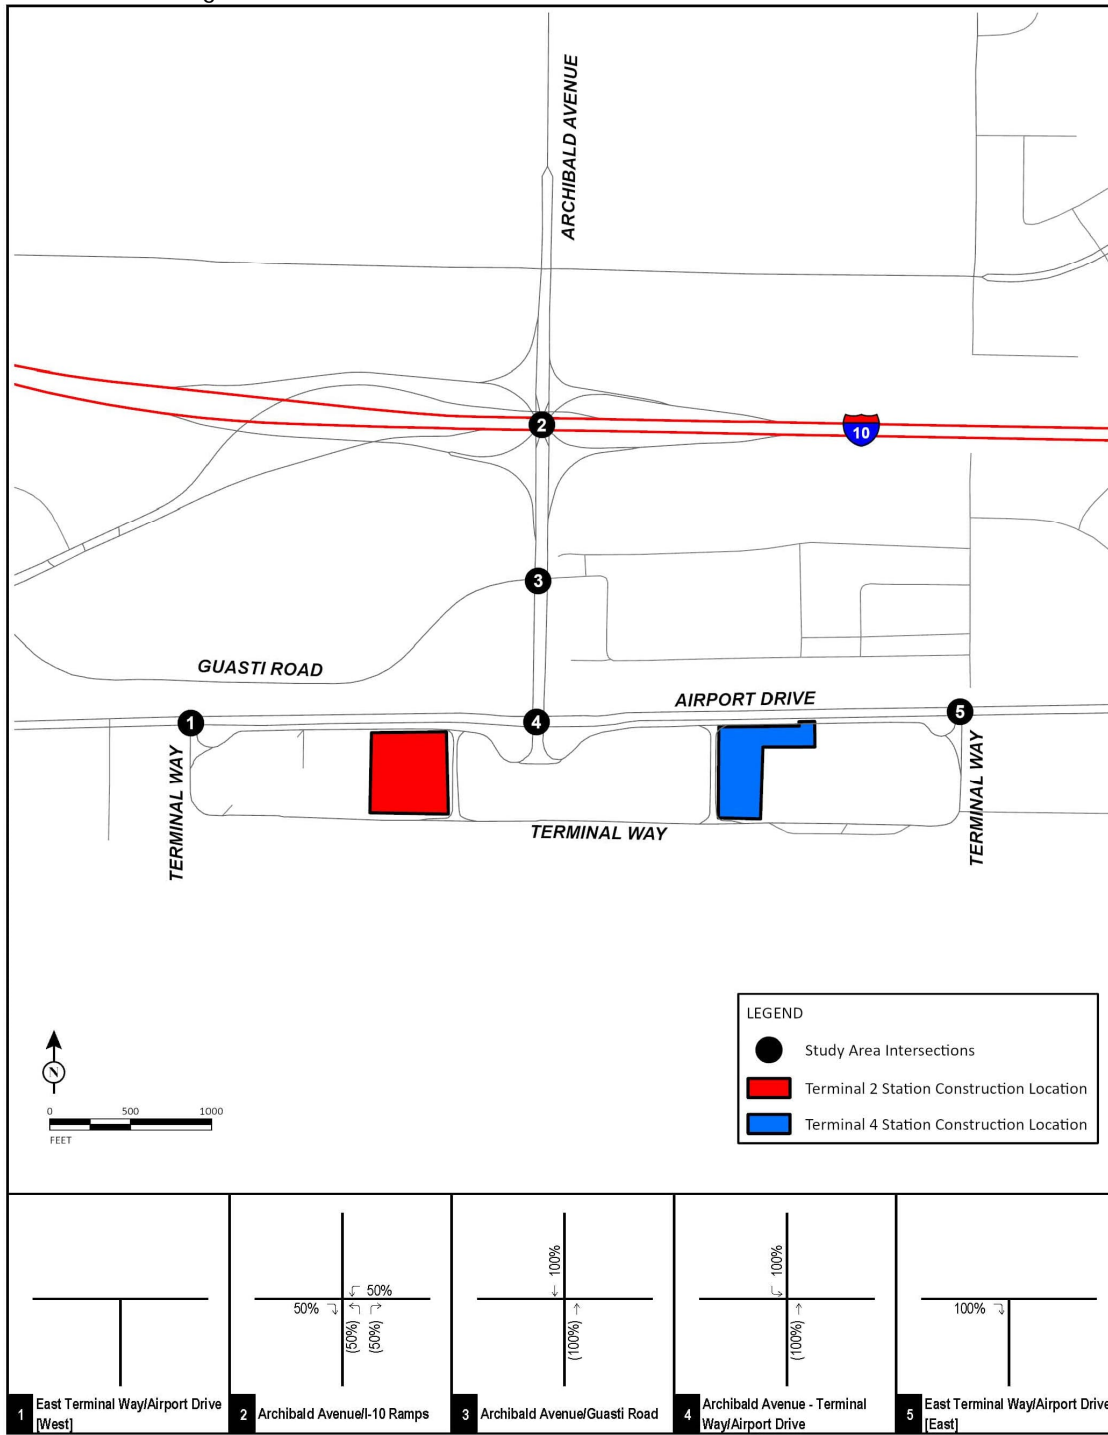 ARCHIBALD AVENUE
2
10
3
GUASTI ROAD
AIRPORT DRIVE
1
4
5
TERMINAL WAY
TERMINAL WAY
TERMINAL WAY
LEGEND
Study Area Intersections
Terminal 2 Station Construction Location
Terminal 4 Station Construction Location
N
0 500 1000
FEET
1 East Terminal Way/Airport Drive
[West]
50%
50%
(50%)
(50%)
2 Archibald Avenue/I-10 Ramps
100%
(100%)
3 Archibald Avenue/Guasti Road
100%
(100%)
4 Archibald Avenue - Terminal
Way/Airport Drive
100%
5 East Terminal Way/Airport Drive
[East]